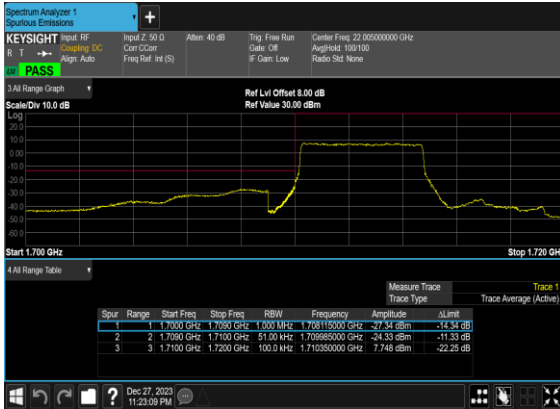 Spectrum Analyzer 1
Spurious Emissions
+
KEYSIGHT Input: RF Input Z: 50 Ω Atten: 40 dB Trig: Free Run Center Freq: 22.005000000 GHz
R T Coupling: DC Corr CCorr Gate: Off Avg|Hold: 100/100
Align: Auto Freq Ref: Int (S) IF Gain: Low Radio Std: None
PASS
3 All Range Graph
Ref Lvl Offset 8.00 dB
Scale/Div 10.0 dB Ref Value 30.00 dBm
Log
20.0
10.0
0.00
-10.0
-20.0
-30.0
-40.0
-50.0
-60.0
Start 1.700 GHz Stop 1.720 GH
4 All Range Table
Measure Trace Trace 1
Trace Type Trace Average (Active)
Spur Range Start Freq Stop Freq RBW Frequency Amplitude ΔLimit
1 1 1.7000 GHz 1.7090 GHz 1.000 MHz 1.708115000 GHz -27.34 dBm -14.34 dB
2 2 1.7090 GHz 1.7100 GHz 51.00 kHz 1.709985000 GHz -24.33 dBm -11.33 dB
3 3 1.7100 GHz 1.7200 GHz 100.0 kHz 1.710350000 GHz 7.748 dBm -22.25 dB
? Dec 27, 2023
11:23:09 PM